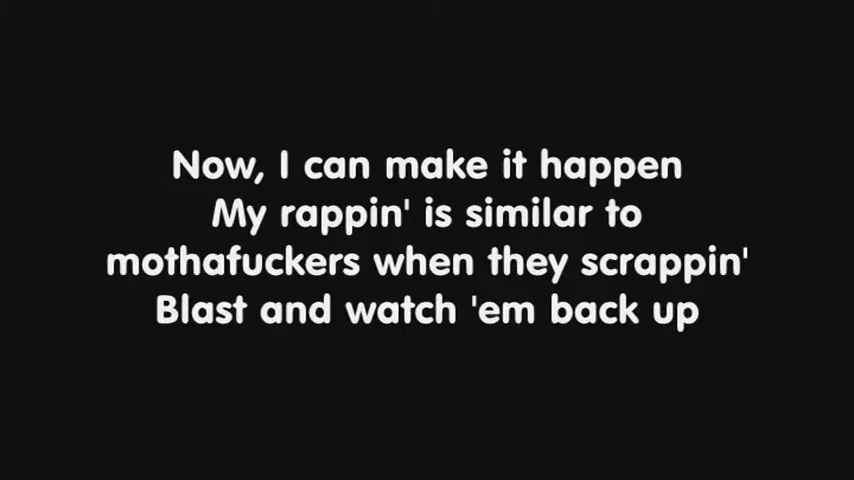 Now, I can make it happen
My rappin' is similar to
mothafuckers when they scrappin'
Blast and watch 'em back up